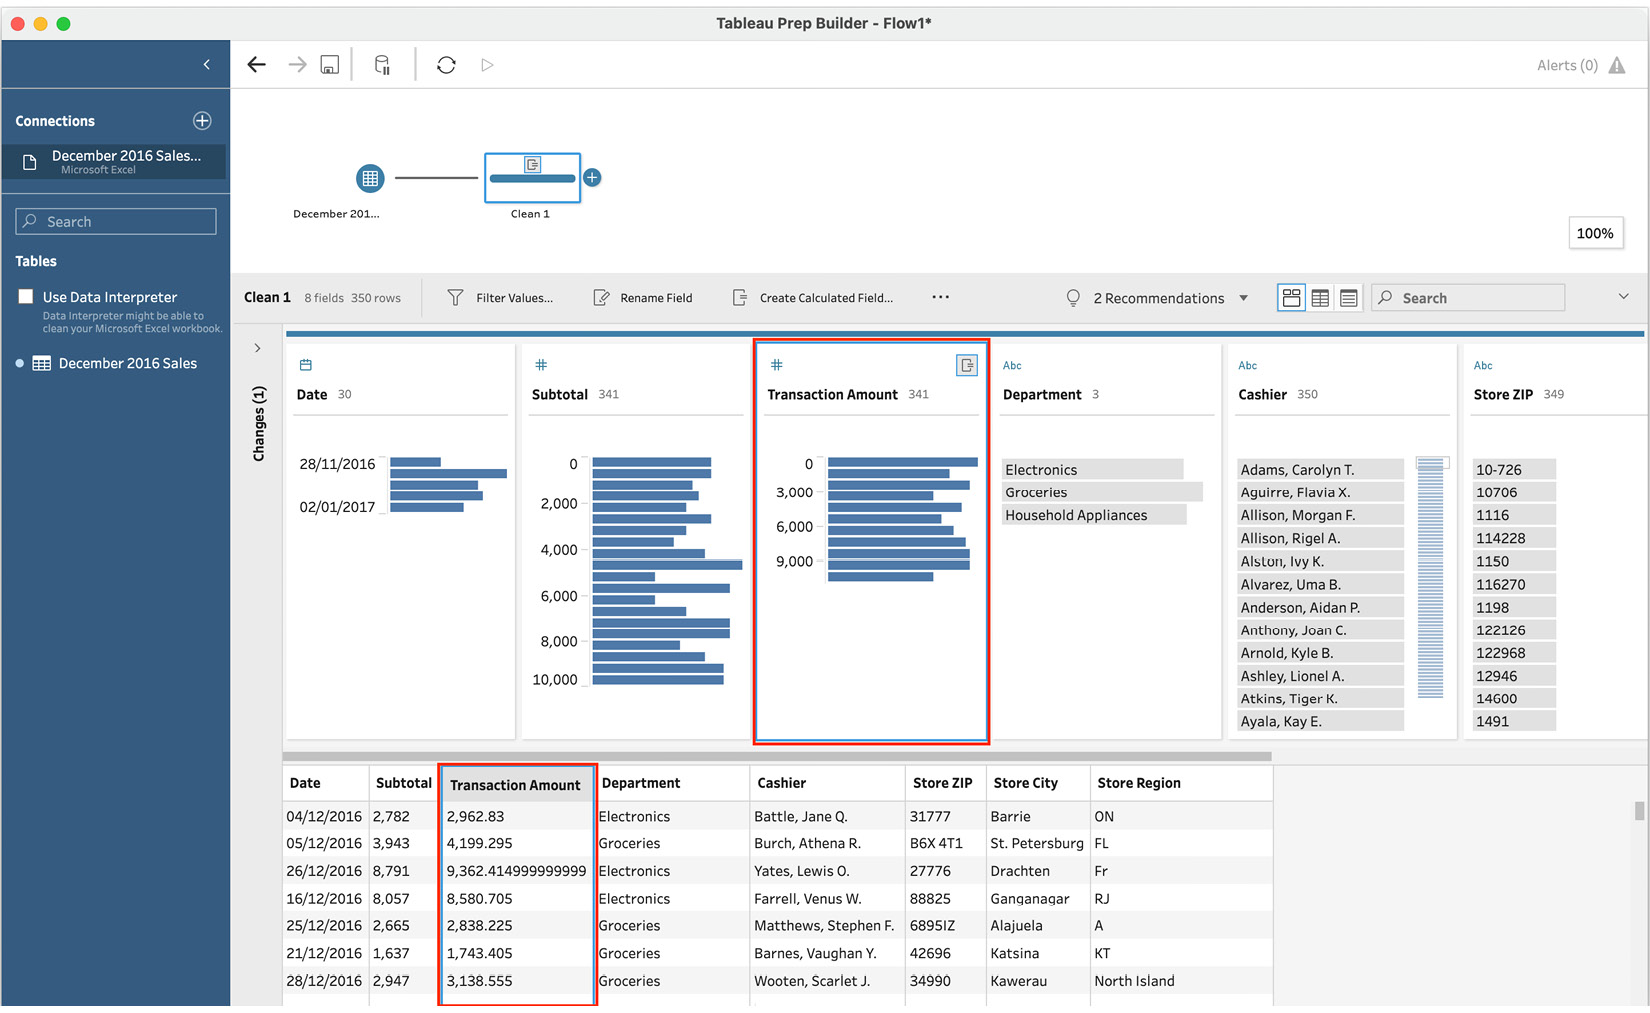 Tableau Prep Builder - Flow1*
Alerts (0)
Connections
December 2016 Sales...
Microsoft Excel
Search
Tables
Use Data Interpreter
Data Interpreter might be able to
clean your Microsoft Excel workbook.
December 2016 Sales
December 201...
Clean 1
100%
Clean 1 8 fields 350 rows Filter Values... Rename Field Create Calculated Field... ... 2 Recommendations Search
Changes (1)
Date 30
28/11/2016
02/01/2017
#
Subtotal 341
0
2,000
4,000
6,000
8,000
10,000
#
Transaction Amount 341
0
3,000
6,000
9,000
Abc
Department 3
Electronics
Groceries
Household Appliances
Abc
Cashier 350
Adams, Carolyn T.
Aguirre, Flavia X.
Allison, Morgan F.
Allison, Rigel A.
Alston, Ivy K.
Alvarez, Uma B.
Anderson, Aidan P.
Anthony, Joan C.
Arnold, Kyle B.
Ashley, Lionel A.
Atkins, Tiger K.
Ayala, Kay E.
Abc
Store ZIP 349
10-726
10706
1116
114228
1150
116270
1198
122126
122968
12946
14600
1491
Date Subtotal Transaction Amount Department Cashier Store ZIP Store City Store Region
04/12/2016 2,782 2,962.83 Electronics Battle, Jane Q. 31777 Barrie ON
05/12/2016 3,943 4,199.295 Groceries Burch, Athena R. B6X 4T1 St. Petersburg FL
26/12/2016 8,791 9,362.414999999999 Electronics Yates, Lewis O. 27776 Drachten Fr
16/12/2016 8,057 8,580.705 Electronics Farrell, Venus W. 88825 Ganganagar RJ
25/12/2016 2,665 2,838.225 Groceries Matthews, Stephen F. 6895IZ Alajuela A
21/12/2016 1,637 1,743.405 Groceries Barnes, Vaughan Y. 42696 Katsina KT
28/12/2016 2,947 3,138.555 Groceries Wooten, Scarlet J. 34990 Kawerau North Island